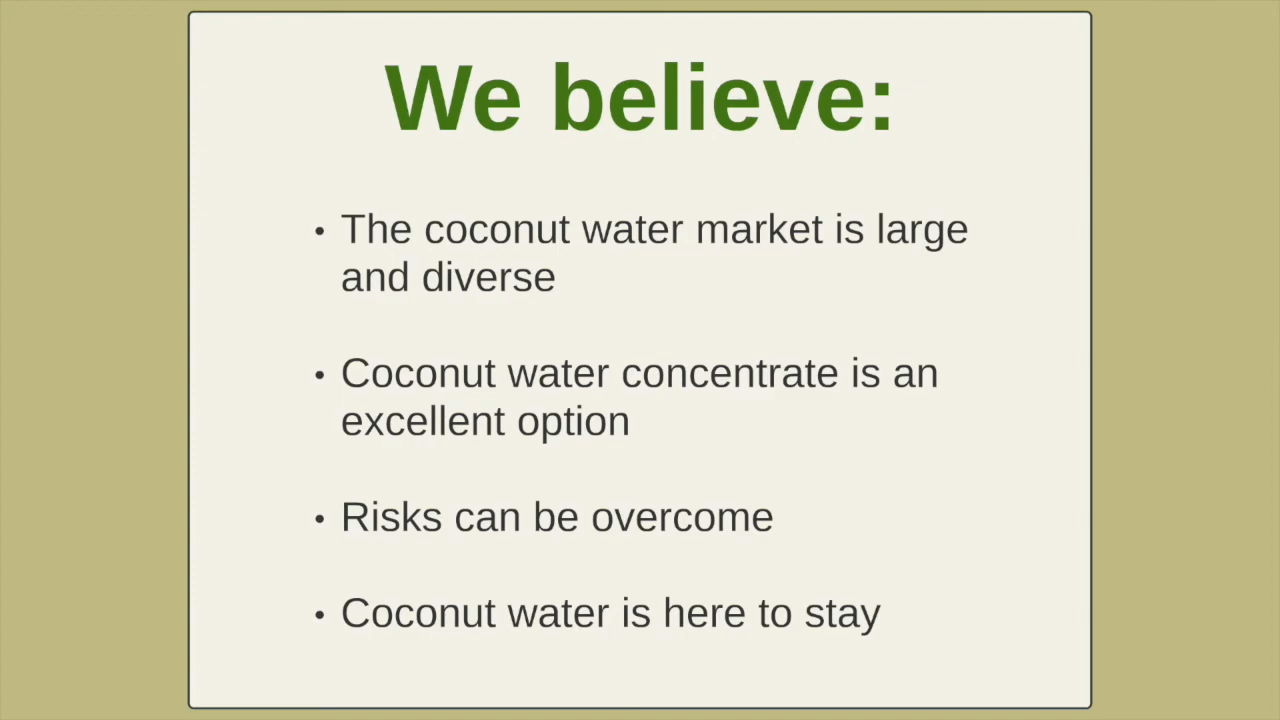 We believe:
• The coconut water market is large
and diverse
• Coconut water concentrate is an
excellent option
• Risks can be overcome
• Coconut water is here to stay